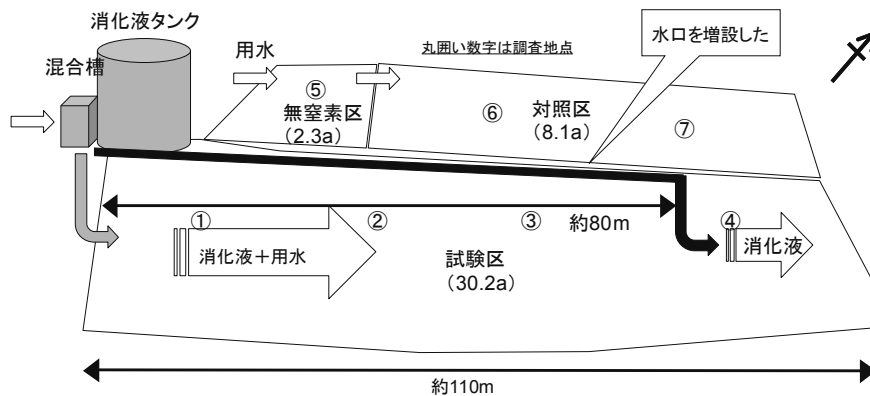 消化液タンク
混合槽
用水
丸囲い数字は調査地点
水口を増設した
⑤
無窒素区
(2.3a)
⑥
対照区
(8.1a)
⑦
①
②
③
約80m
④
消化液＋用水
試験区
(30.2a)
消化液
約110m